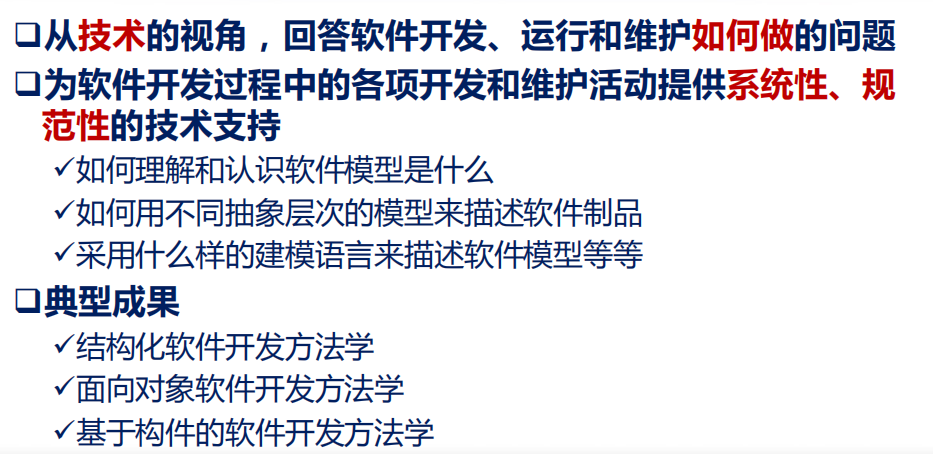 ❑从技术的视角，回答软件开发、运行和维护如何做的问题
❑为软件开发过程中的各项开发和维护活动提供系统性、规
范性的技术支持
✓如何理解和认识软件模型是什么
✓如何用不同抽象层次的模型来描述软件制品
✓采用什么样的建模语言来描述软件模型等等
❑典型成果
✓结构化软件开发方法学
✓面向对象软件开发方法学
✓基于构件的软件开发方法学